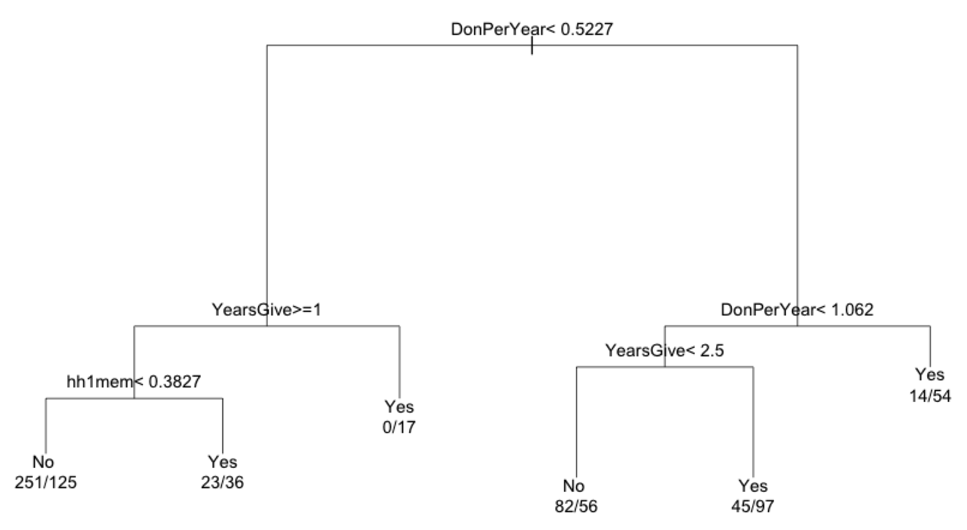 DonPerYear< 0.5227
YearsGive>=1
DonPerYear< 1.062
hh1mem< 0.3827
YearsGive< 2.5
Yes
0/17
Yes
14/54
No
251/125
Yes
23/36
No
82/56
Yes
45/97